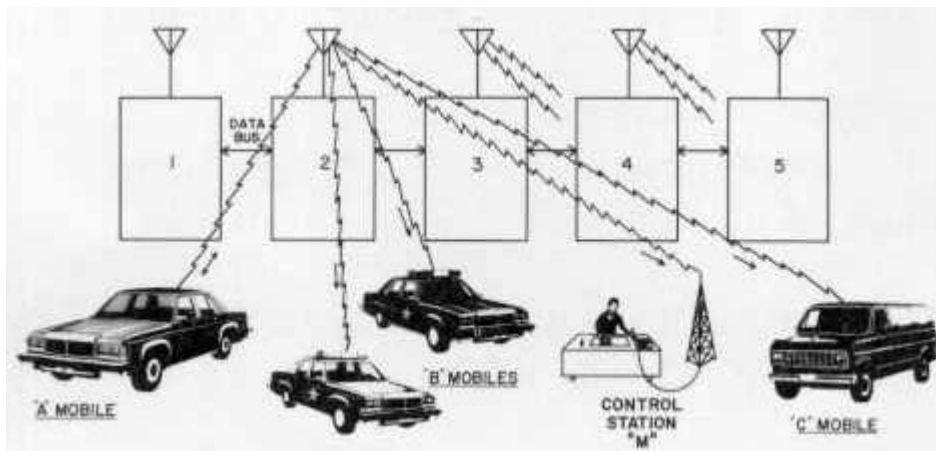 DATA
BUS
1
2
3
4
5
'A' MOBILE
'B' MOBILES
CONTROL
STATION
"M"
'C' MOBILE